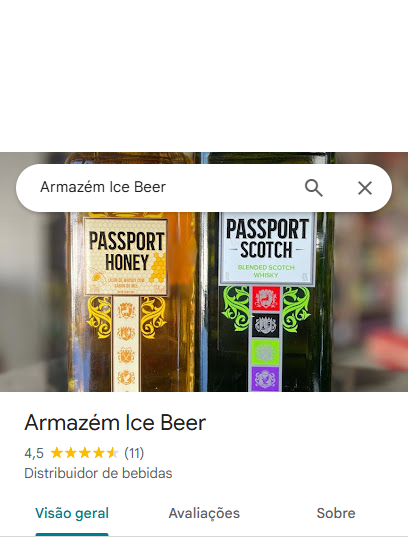 Armazém Ice Beer
PASSPORT
HONEY
PASSPORT
SCOTCH
BLENDED SCOTCH
WHISKY
Armazém Ice Beer
4,5 (11)
Distribuidor de bebidas
Visão geral Avaliações Sobre